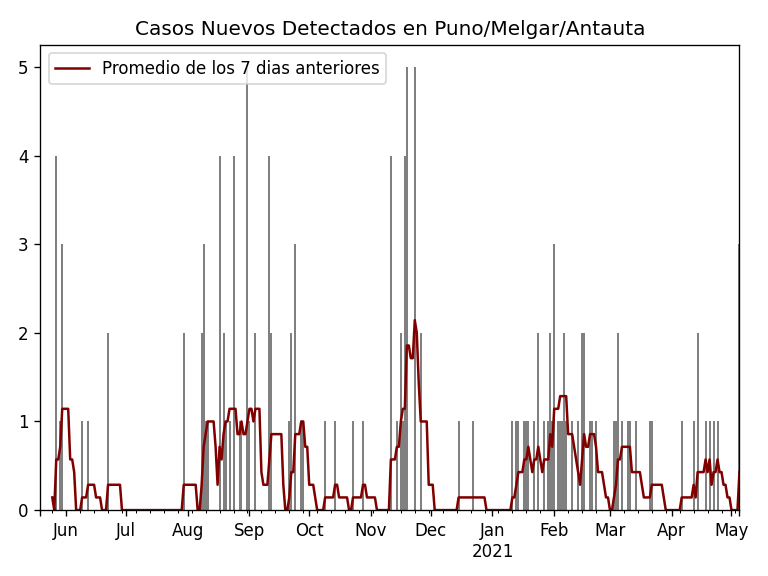 Casos Nuevos Detectados en Puno/Melgar/Antauta
Promedio de los 7 dias anteriores
5
4
3
2
1
0
Jun Jul Aug Sep Oct Nov Dec Jan Feb Mar Apr May
2021